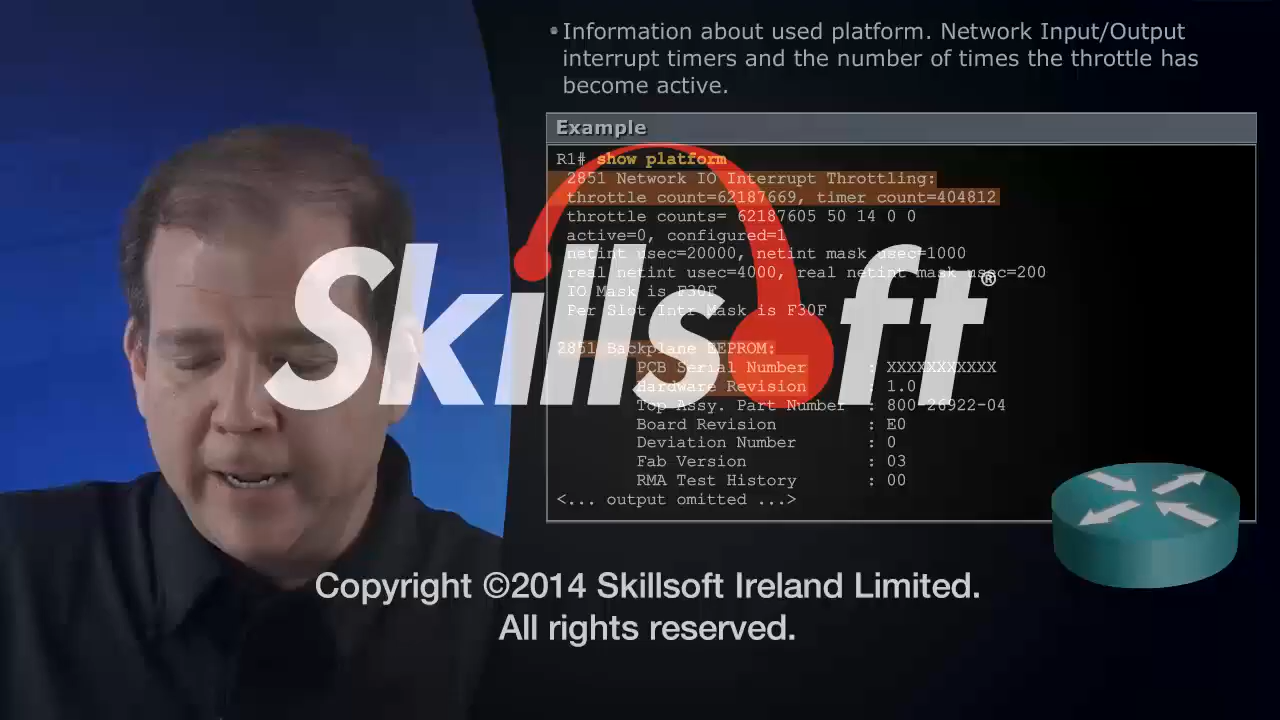 • Information about used platform. Network Input/Output
interrupt timers and the number of times the throttle has
become active.
Example
R1# show platform
2851 Network IO Interrupt Throttling:
throttle count=62187669, timer count=404812
throttle counts= 62187605 50 14 0 0
active=0, configured=1
netint usec=20000, netint mask usec=1000
real netint usec=4000, real netint mask usec=200
IO Mask is F30F
Per Slot Intr Mask is F30F
2851 Backplane EEPROM:
PCB Serial Number : XXXXXXXXXXX
Hardware Revision : 1.0
Top Assy. Part Number : 800-26922-04
Board Revision : E0
Deviation Number : 0
Fab Version : 03
RMA Test History : 00
<... output omitted ...>
Skillsoft®
Copyright ©2014 Skillsoft Ireland Limited.
All rights reserved.